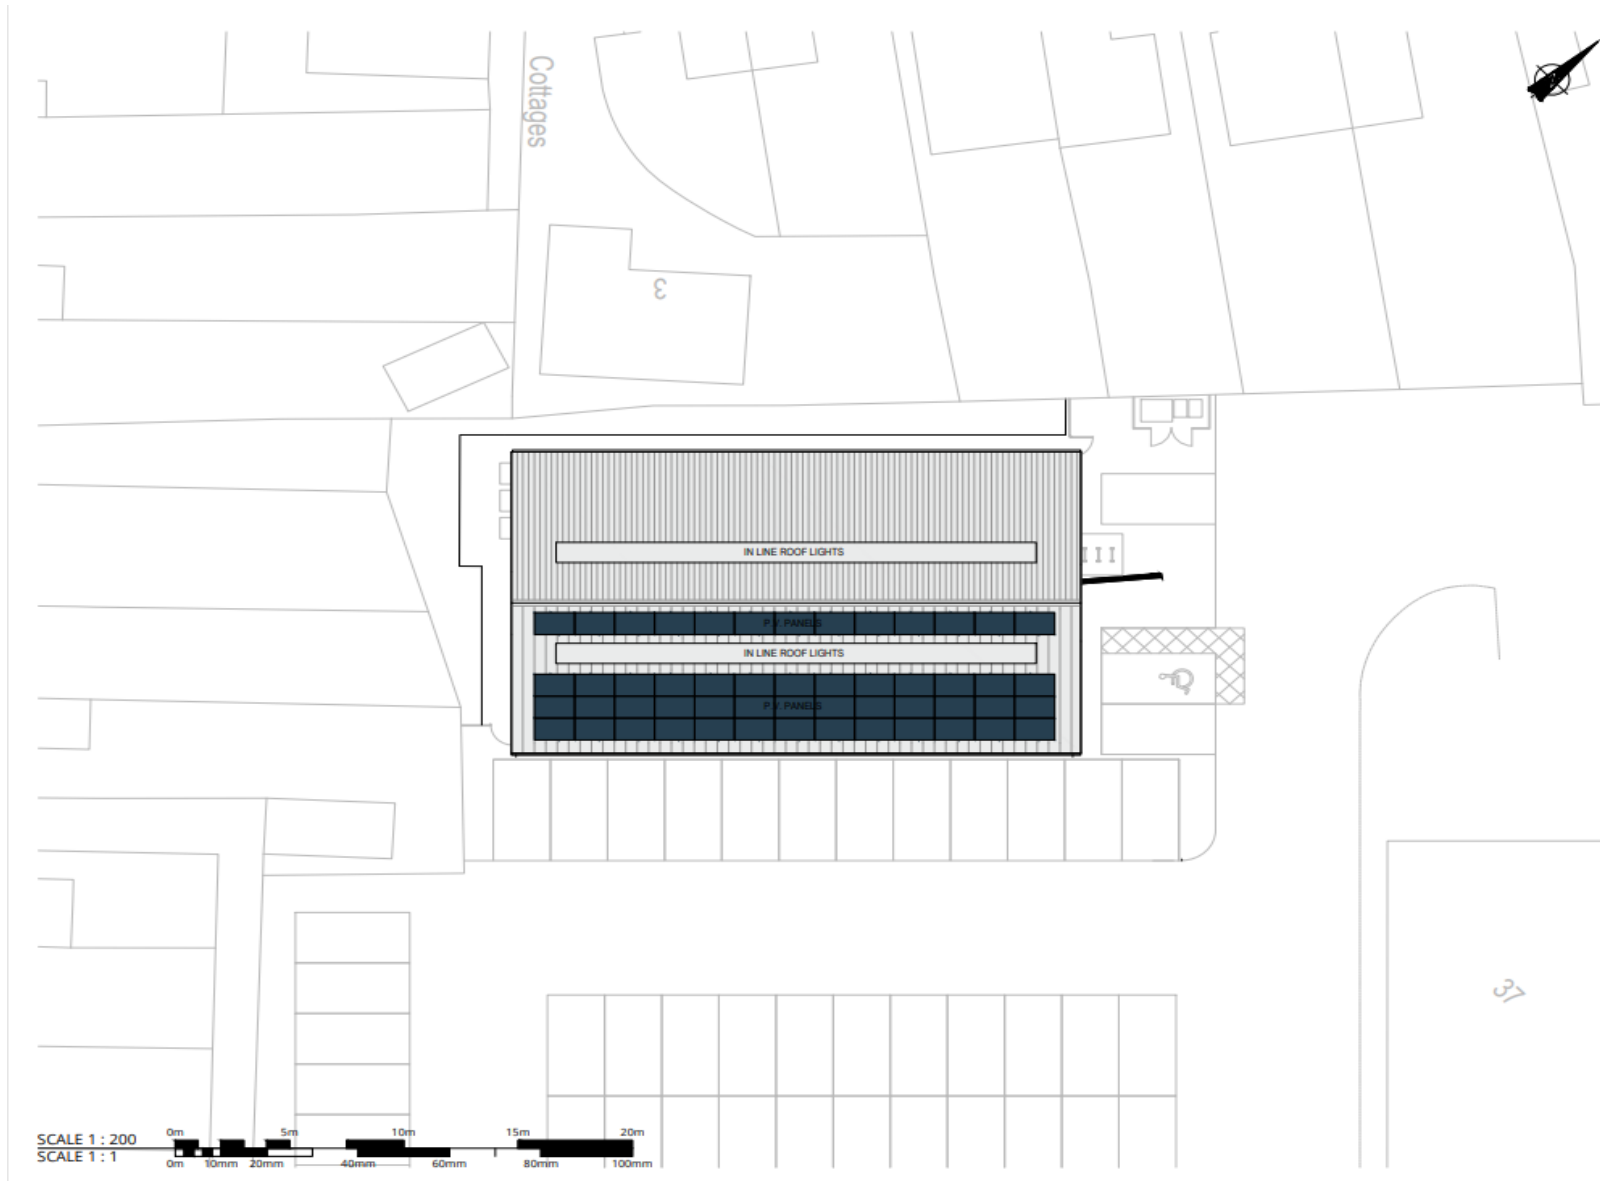 Cottages
3
IN LINE ROOF LIGHTS
P.V. PANELS
IN LINE ROOF LIGHTS
P.V. PANELS
37
SCALE 1 : 200
0m 5m 10m 15m 20m
SCALE 1 : 1
0m 10mm 20mm 40mm 60mm 80mm 100mm